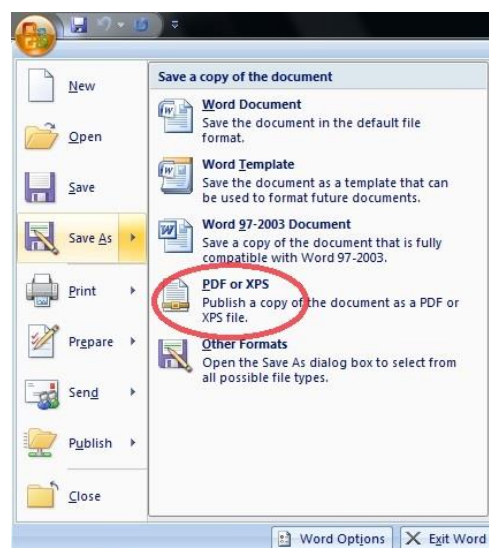 New
Open
Save
Save As
Print
Prepare
Send
Publish
Close
Save a copy of the document
Word Document
Save the document in the default file
format.
Word Template
Save the document as a template that can
be used to format future documents.
Word 97-2003 Document
Save a copy of the document that is fully
compatible with Word 97-2003.
PDF or XPS
Publish a copy of the document as a PDF or
XPS file.
Other Formats
Open the Save As dialog box to select from
all possible file types.
Word Options
Exit Word